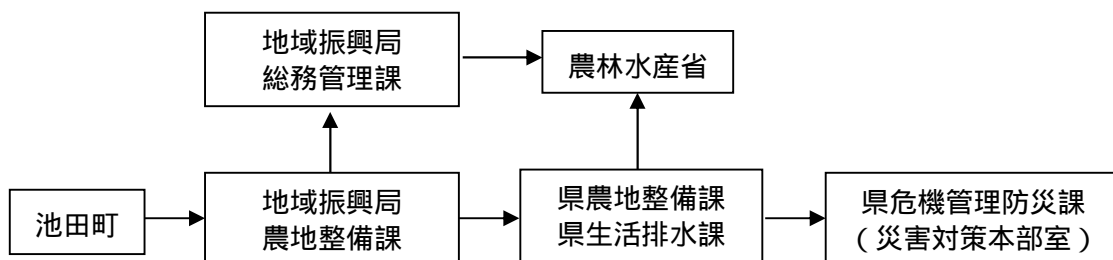 地域振興局
総務管理課
農林水産省
池田町
地域振興局
農地整備課
県農地整備課
県生活排水課
県危機管理防災課
（災害対策本部室）